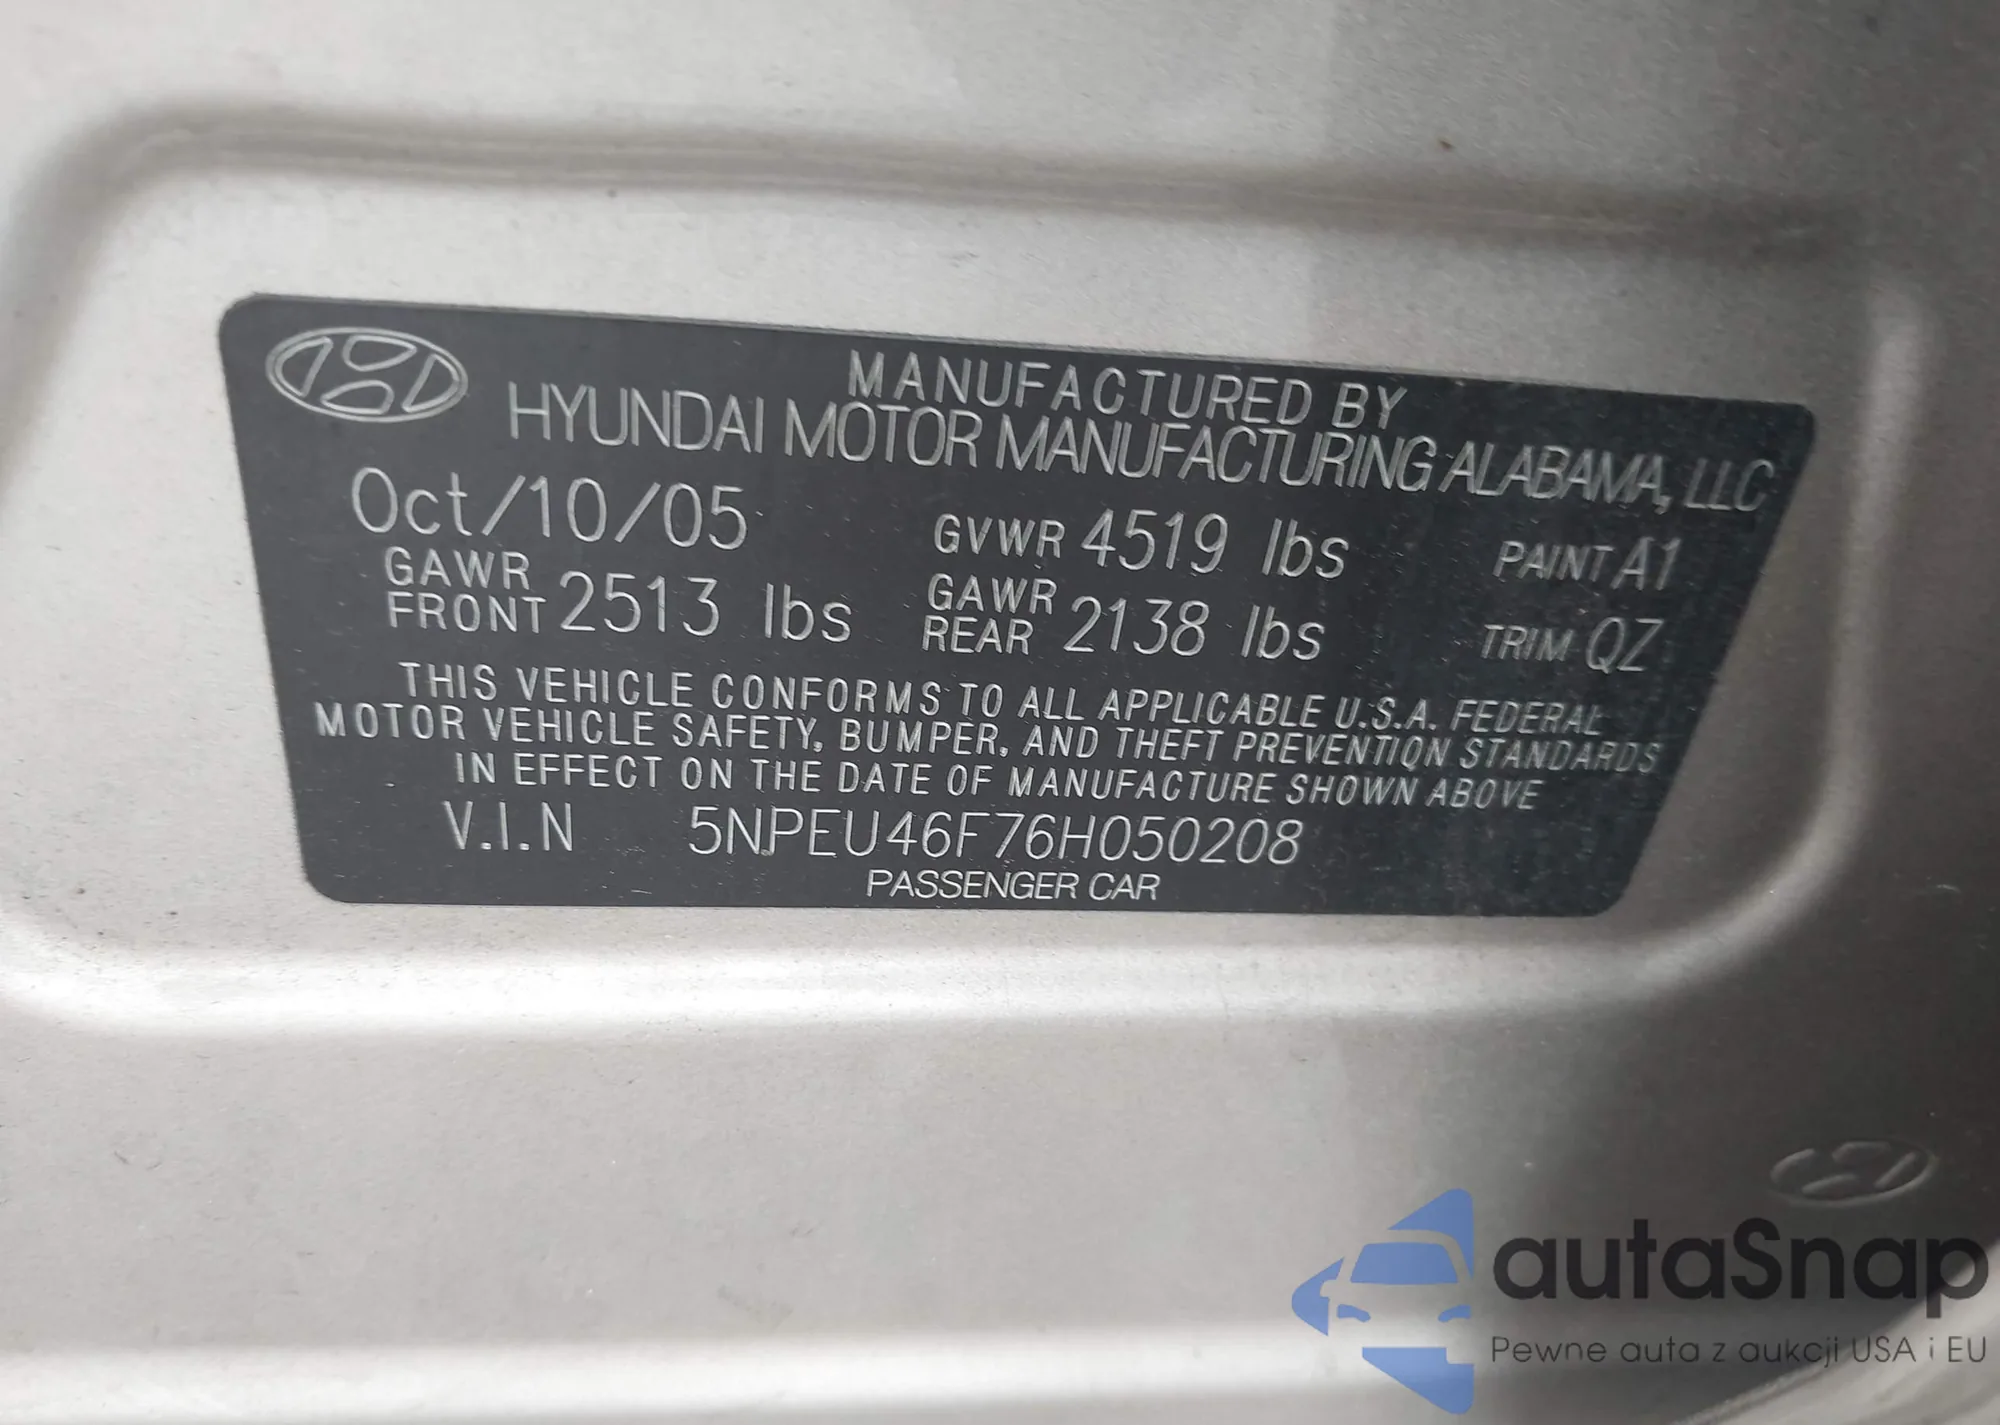 MANUFACTURED BY
HYUNDAI MOTOR MANUFACTURING ALABAMA, LLC
Oct/10/05 GVWR 4519 lbs PAINT A1
GAWR FRONT 2513 lbs GAWR REAR 2138 lbs TRIM QZ
THIS VEHICLE CONFORMS TO ALL APPLICABLE U.S.A. FEDERAL
MOTOR VEHICLE SAFETY, BUMPER, AND THEFT PREVENTION STANDARDS
IN EFFECT ON THE DATE OF MANUFACTURE SHOWN ABOVE
V.I.N 5NPEU46F76H050208
PASSENGER CAR
autaSnap
Pewne auta z aukcji USA i EU